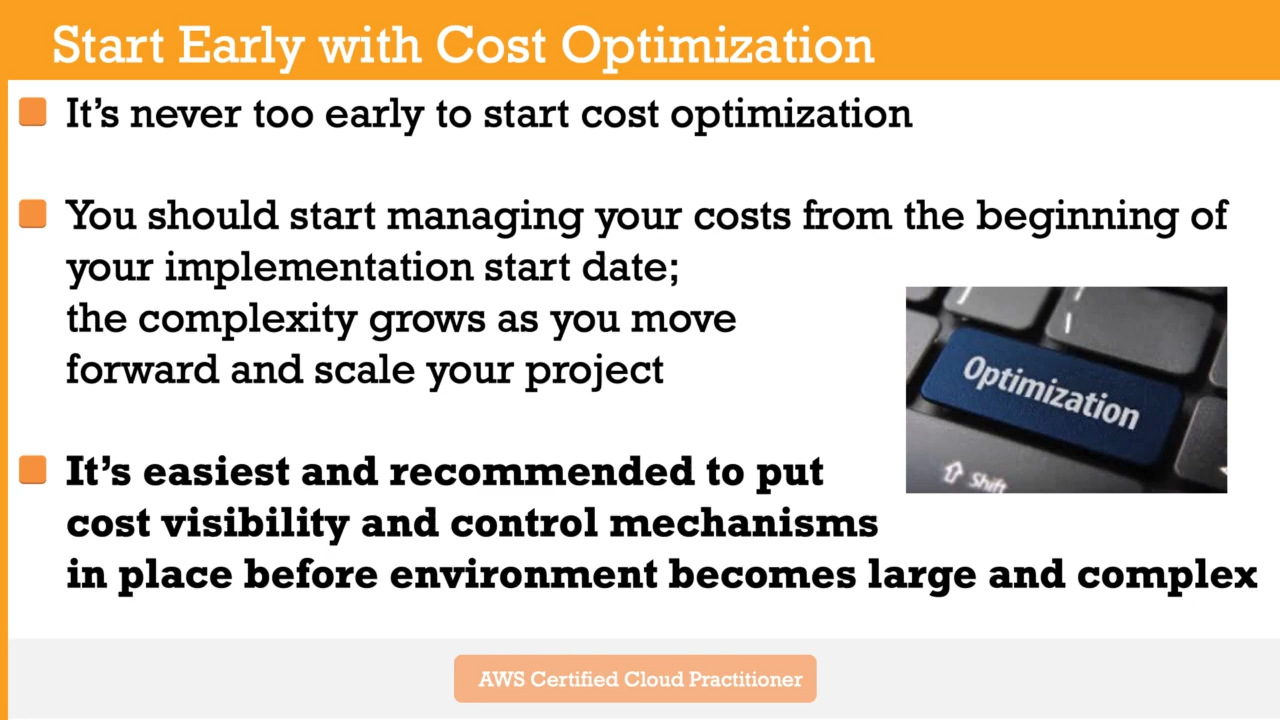 Start Early with Cost Optimization
It’s never too early to start cost optimization
You should start managing your costs from the beginning of
your implementation start date;
the complexity grows as you move
forward and scale your project
Optimization
Shift
It’s easiest and recommended to put
cost visibility and control mechanisms
in place before environment becomes large and complex
AWS Certified Cloud Practitioner